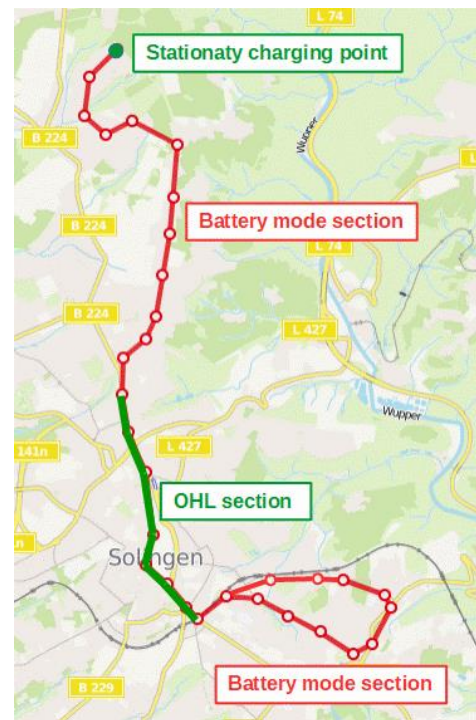 L 74
Stationaty charging point
B 224
Wupper
L
Battery mode section
B 224
L 74
B 224
L 427
Wupper
141n
L 427
OHL section
n
Solingen
Battery mode section
B 229